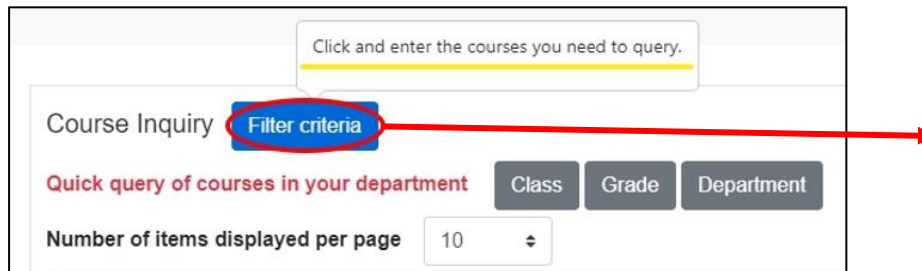 Click and enter the courses you need to query.
Course Inquiry Filter criteria
Quick query of courses in your department Class Grade Department
Number of items displayed per page 10